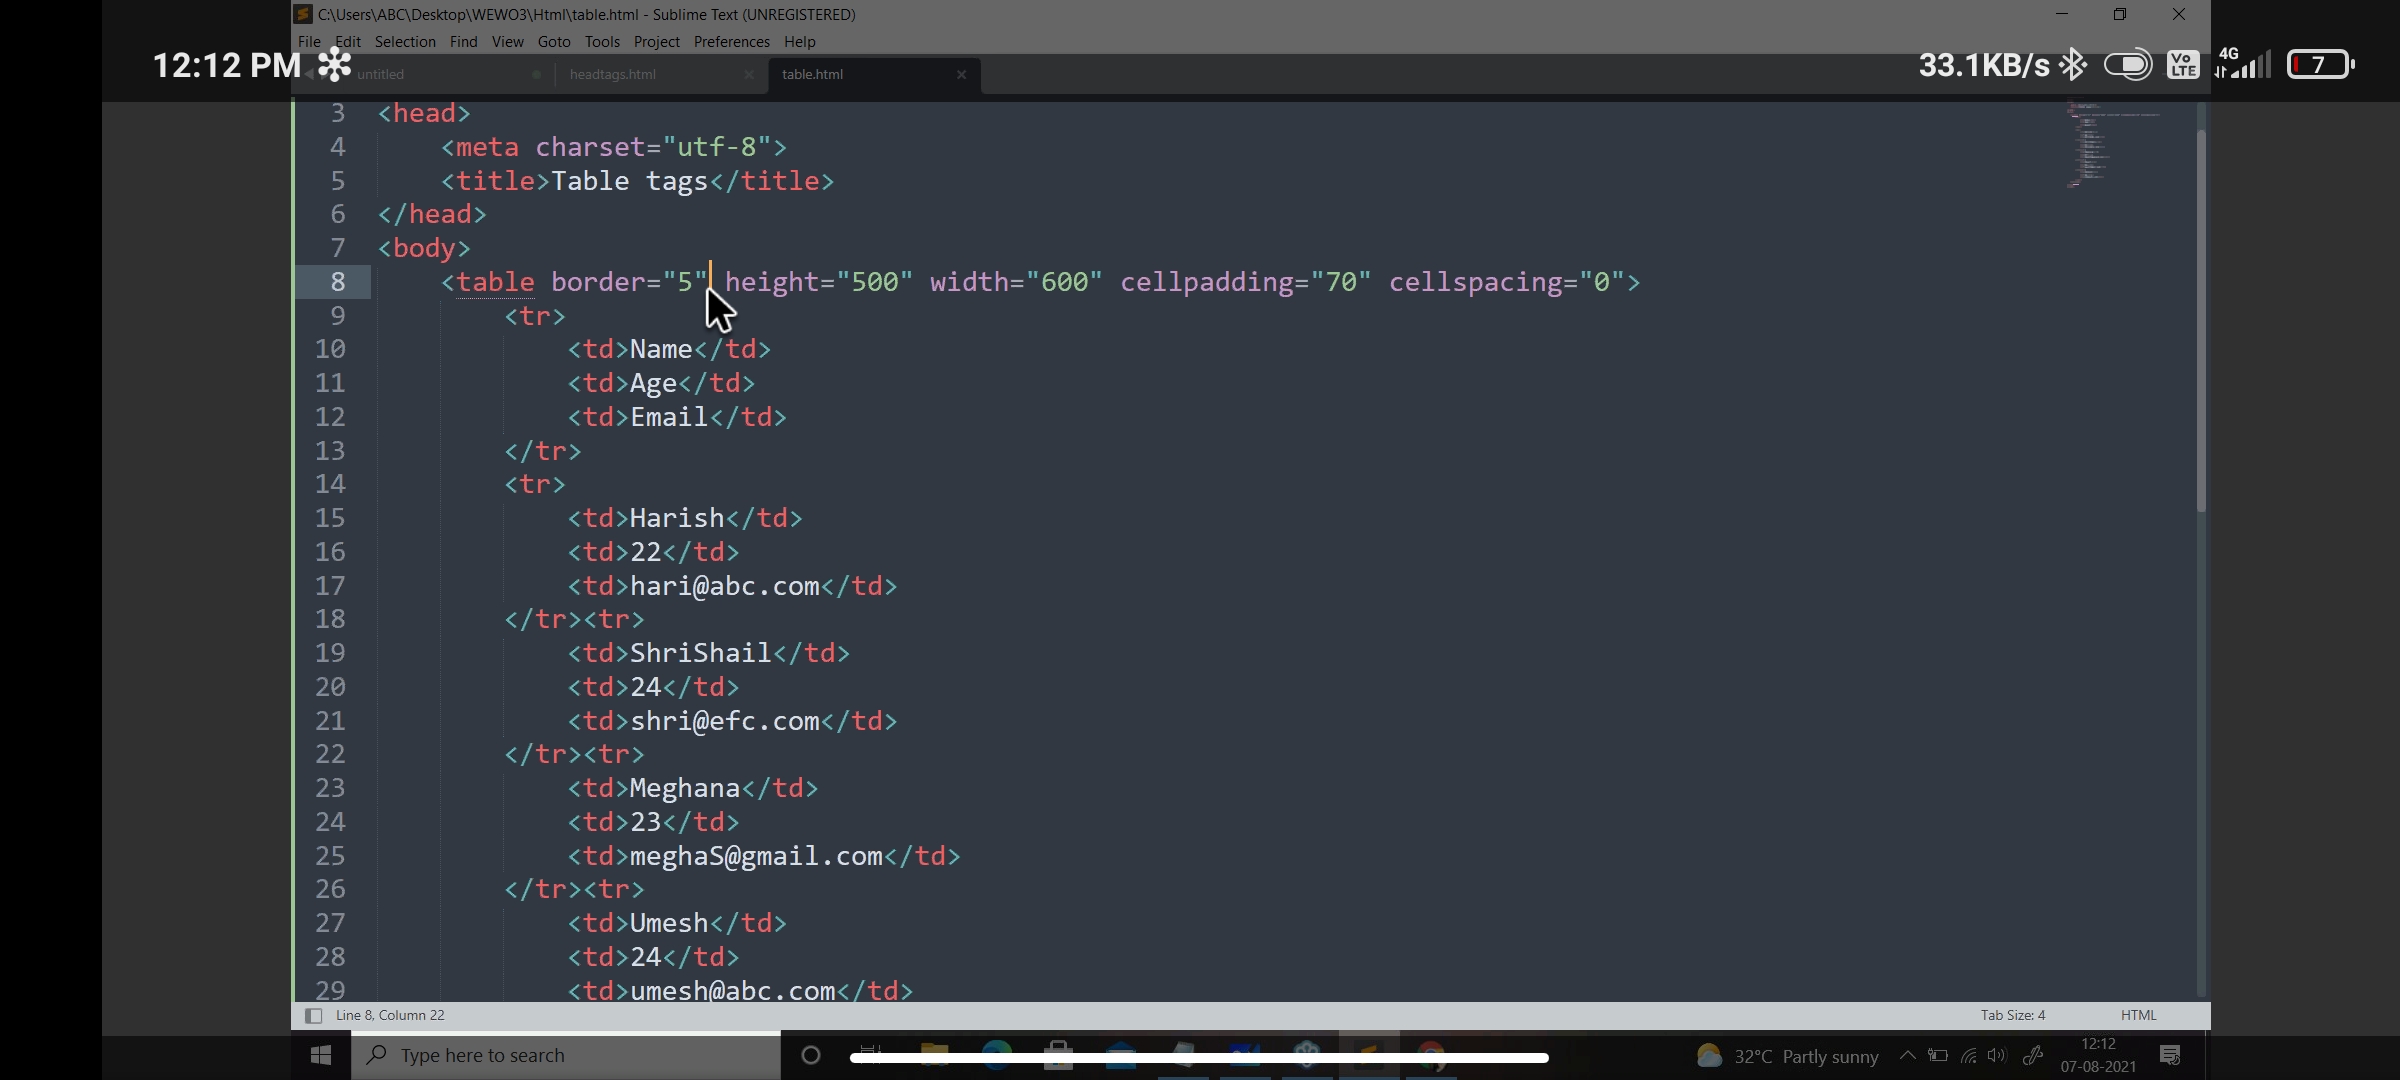 C:\Users\ABC\Desktop\WEWO3\Html\table.html - Sublime Text (UNREGISTERED)
File Edit Selection Find View Goto Tools Project Preferences Help
12:12 PM
33.1KB/s Vo LTE 4G 7
untitled headtags.html table.html
3 <head>
4 <meta charset="utf-8">
5 <title>Table tags</title>
6 </head>
7 <body>
8 <table border="5" height="500" width="600" cellpadding="70" cellspacing="0">
9 <tr>
10 <td>Name</td>
11 <td>Age</td>
12 <td>Email</td>
13 </tr>
14 <tr>
15 <td>Harish</td>
16 <td>22</td>
17 <td>hari@abc.com</td>
18 </tr><tr>
19 <td>ShriShail</td>
20 <td>24</td>
21 <td>shri@efc.com</td>
22 </tr><tr>
23 <td>Meghana</td>
24 <td>23</td>
25 <td>meghaS@gmail.com</td>
26 </tr><tr>
27 <td>Umesh</td>
28 <td>24</td>
29 <td>umesh@abc.com</td>
Line 8, Column 22 Tab Size: 4 HTML
Type here to search
32°C Partly sunny
12:12
07-08-2021